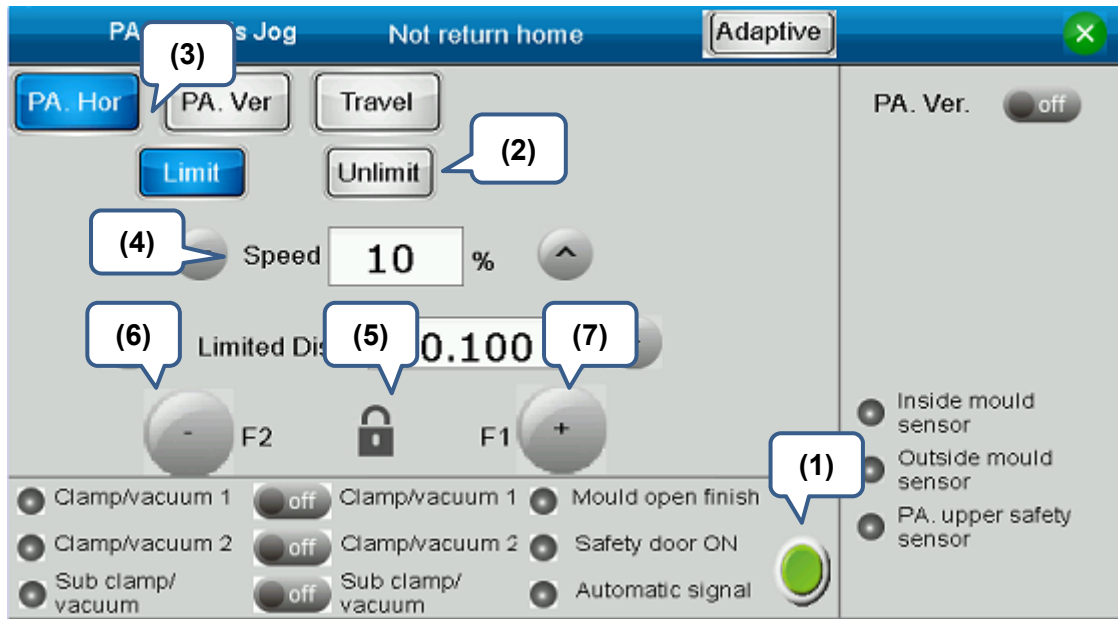 PA s Jog Not return home Adaptive
(3)
PA. Hor PA. Ver Travel PA. Ver. off
(2)
Limit Unlimit
(4)
Speed 10 %
(6) (5) (7)
Limited Dis 0.100
- F2 F1 +
Inside mould
sensor
Outside mould
sensor
PA. upper safety
sensor
(1)
Clamp/vacuum 1 off Clamp/vacuum 1 Mould open finish
Clamp/vacuum 2 off Clamp/vacuum 2 Safety door ON
Sub clamp/
vacuum off Sub clamp/
vacuum Automatic signal